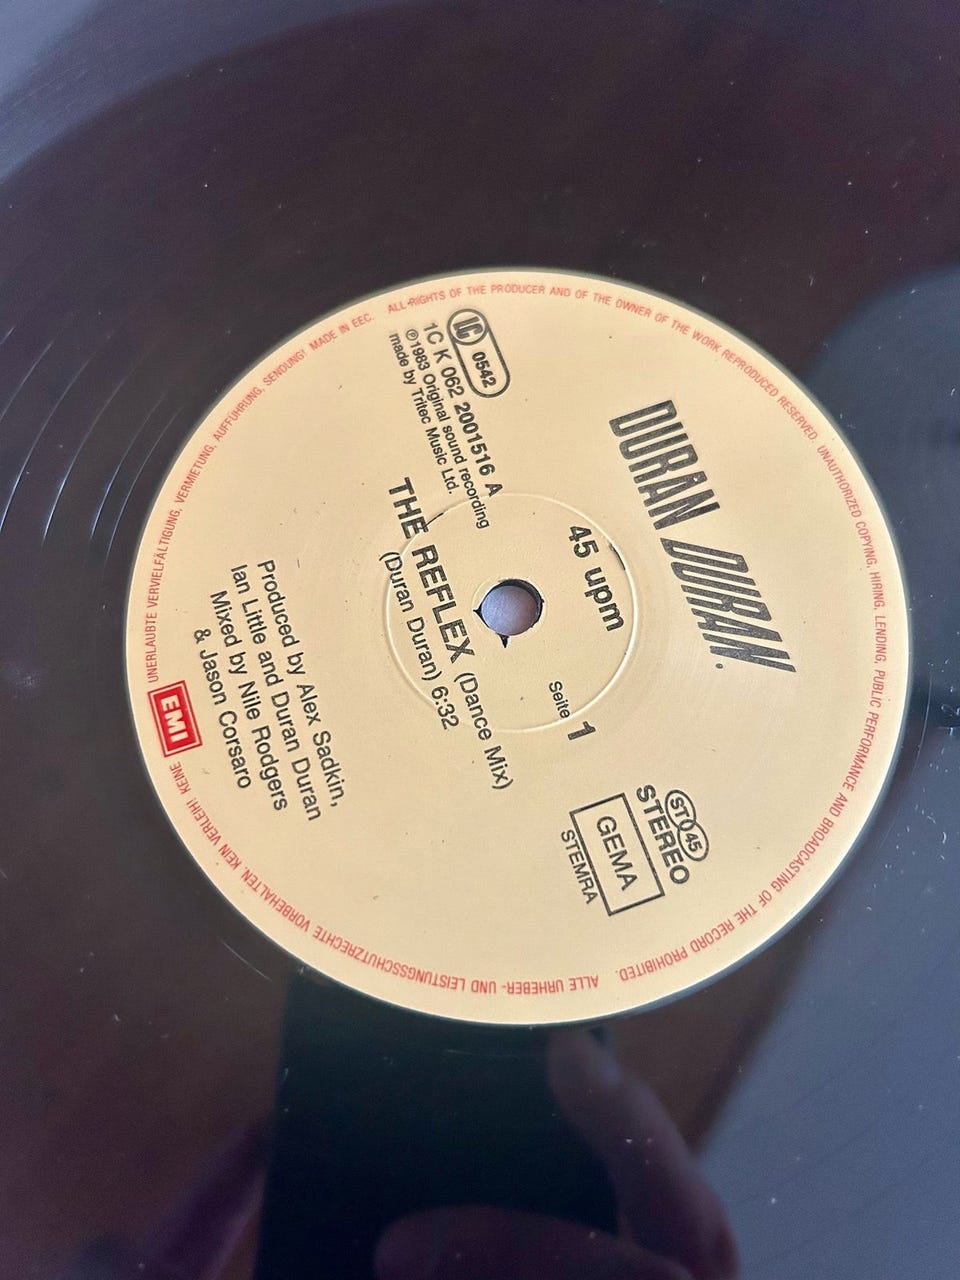 DURAN DURAN.
45 upm
Seite 1
LC 0542
1C K 062 2001516 A
℗1983 Original sound recording
made by Tritec Music Ltd.
ST 45
STEREO
GEMA
STEMRA
THE REFLEX (Dance Mix)
(Duran Duran) 6:32
Produced by Alex Sadkin,
Ian Little and Duran Duran
Mixed by Nile Rodgers
& Jason Corsaro
EMI
ALL RIGHTS OF THE PRODUCER AND OF THE OWNER OF THE WORK REPRODUCED RESERVED. UNAUTHORIZED COPYING, HIRING, LENDING, PUBLIC PERFORMANCE AND BROADCASTING OF THE RECORD PROHIBITED.
ALLE URHEBER- UND LEISTUNGSSCHUTZRECHTE VORBEHALTEN. KEIN VERLEIH! KEINE UNERLAUBTE VERVIELFÄLTIGUNG, VERMIETUNG, AUFFÜHRUNG, SENDUNG! MADE IN EEC.